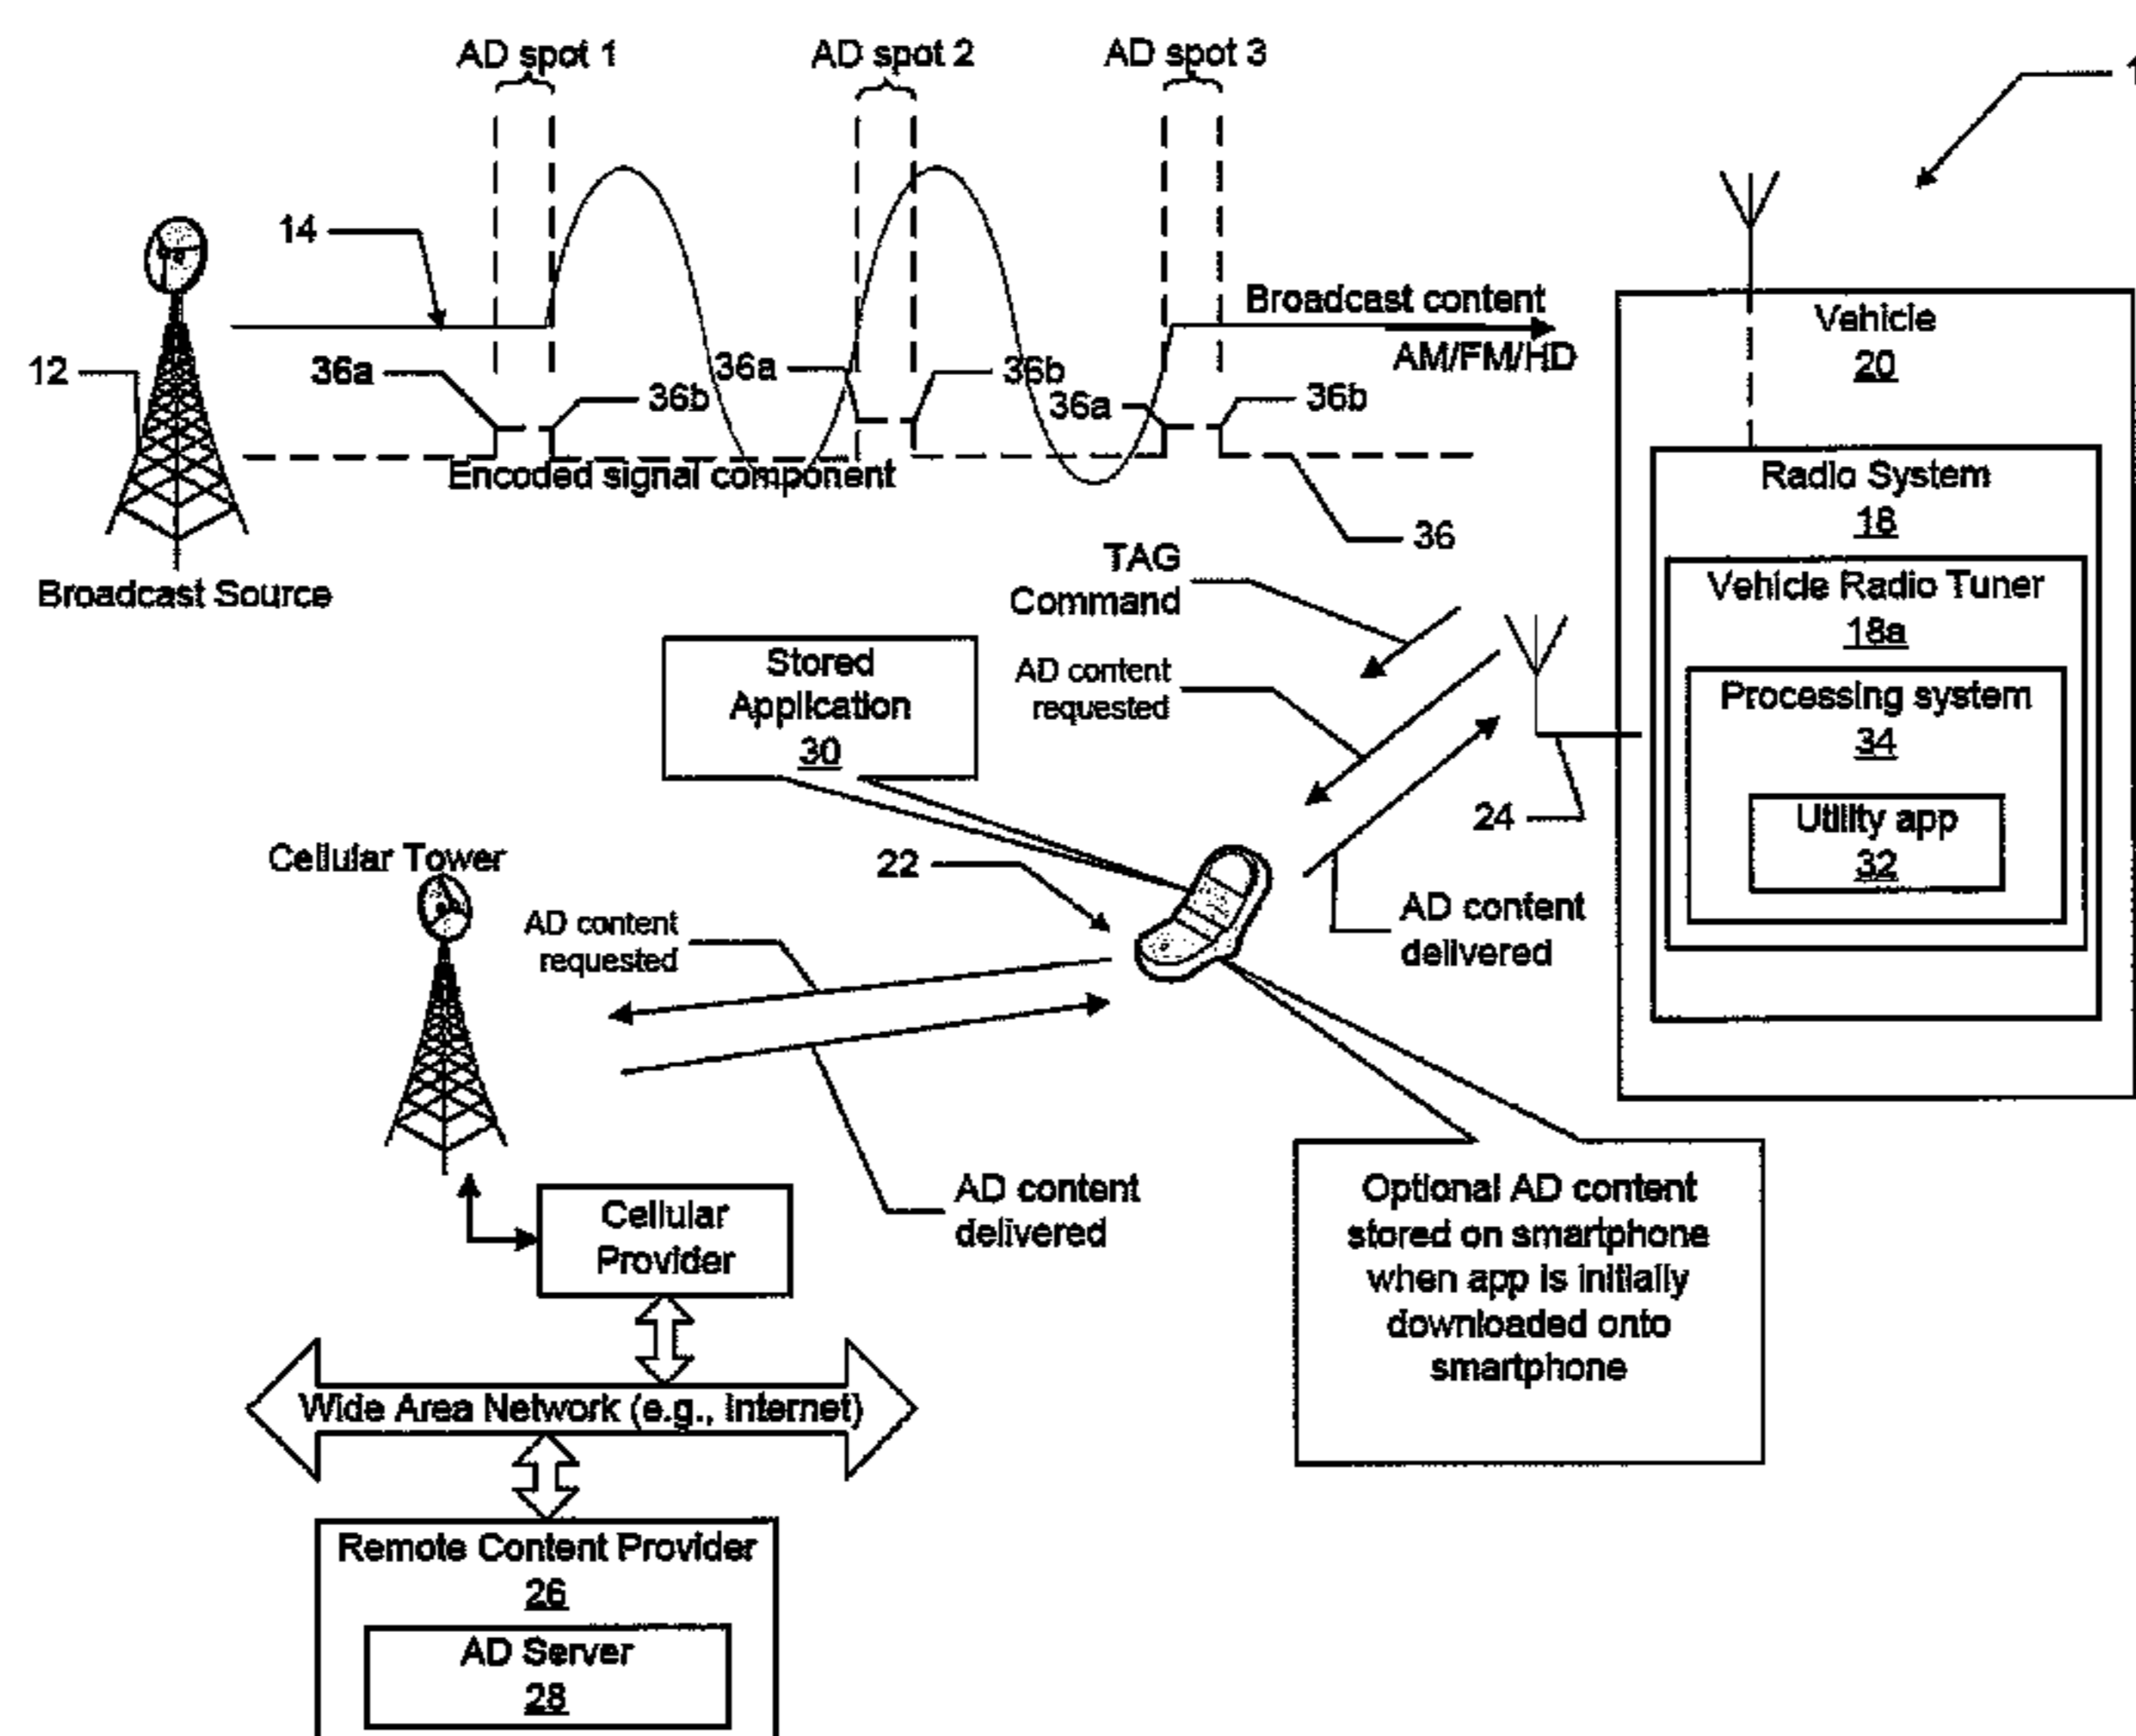 AD spot 1
AD spot 2
AD spot 3
14
Broadcast content
AM/FM/HD
12
36a
36b
36a
36b
36a
36b
Encoded signal component
36
Broadcast Source
Vehicle
20
Radio System
18
Vehicle Radio Tuner
18a
Processing system
34
Utility app
32
TAG
Command
AD content
requested
24
Stored
Application
30
22
AD content
delivered
Cellular Tower
AD content
requested
AD content
delivered
Cellular
Provider
Optional AD content
stored on smartphone
when app is initially
downloaded onto
smartphone
Wide Area Network (e.g., Internet)
Remote Content Provider
26
AD Server
28